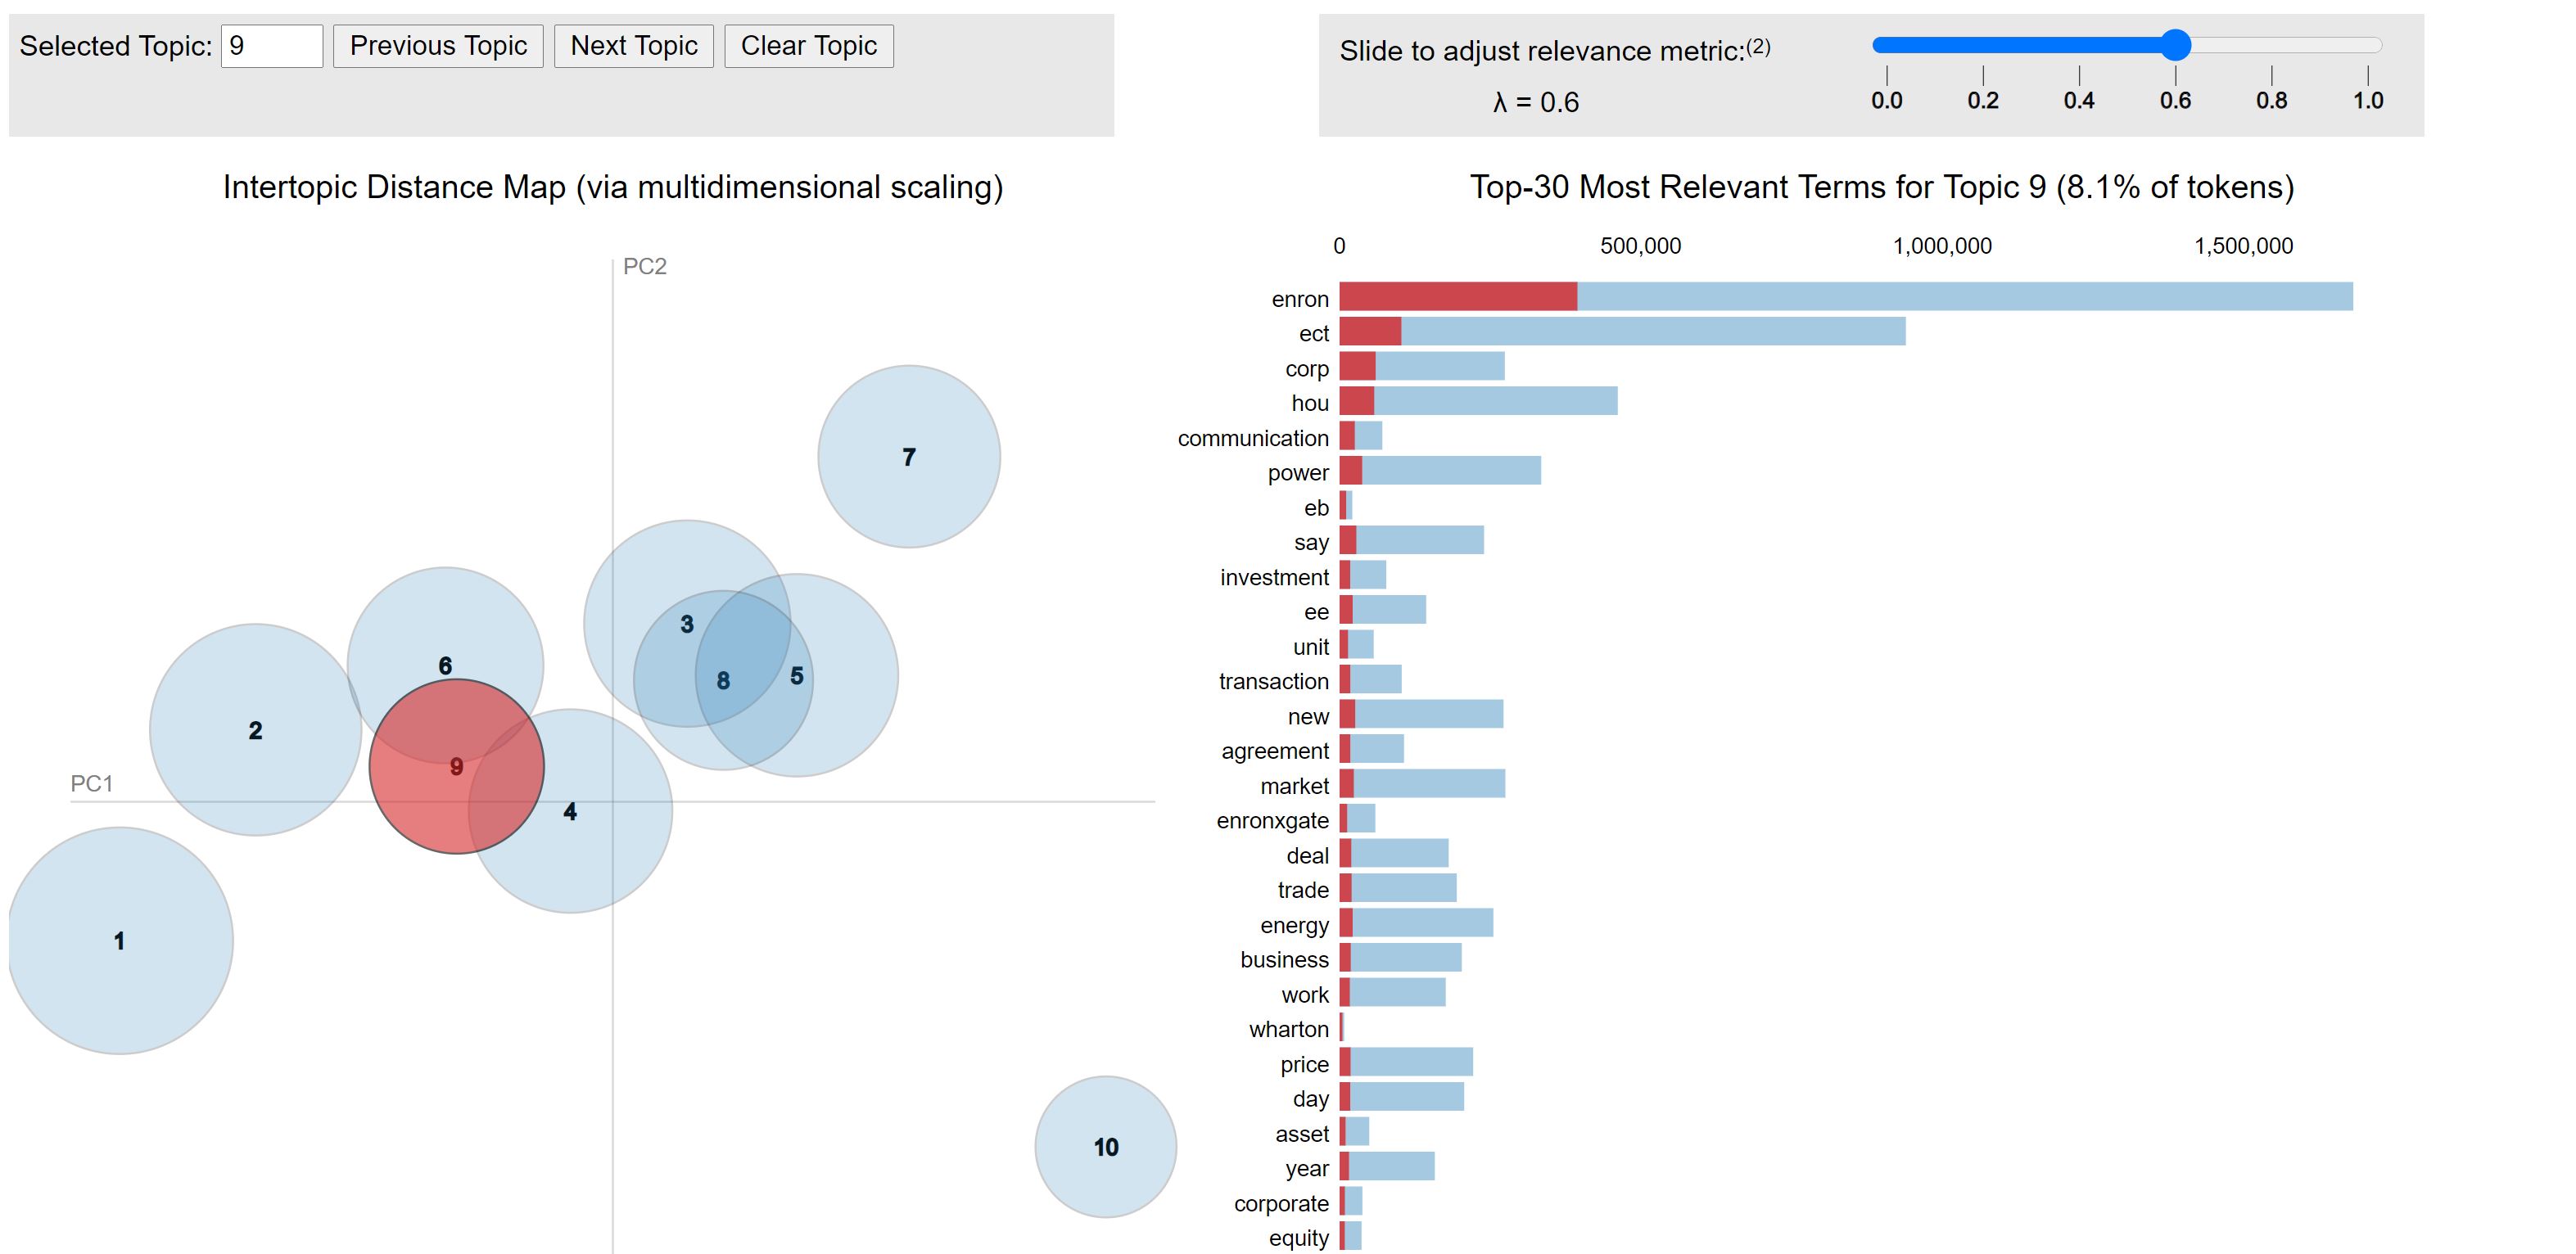 Selected Topic: 9 Previous Topic Next Topic Clear Topic
Slide to adjust relevance metric:(2)
λ = 0.6
0.0 0.2 0.4 0.6 0.8 1.0
Intertopic Distance Map (via multidimensional scaling)
PC2
7
3
6
5
8
2
9
PC1
4
1
10
Top-30 Most Relevant Terms for Topic 9 (8.1% of tokens)
0 500,000 1,000,000 1,500,000
enron
ect
corp
hou
communication
power
eb
say
investment
ee
unit
transaction
new
agreement
market
enronxgate
deal
trade
energy
business
work
wharton
price
day
asset
year
corporate
equity